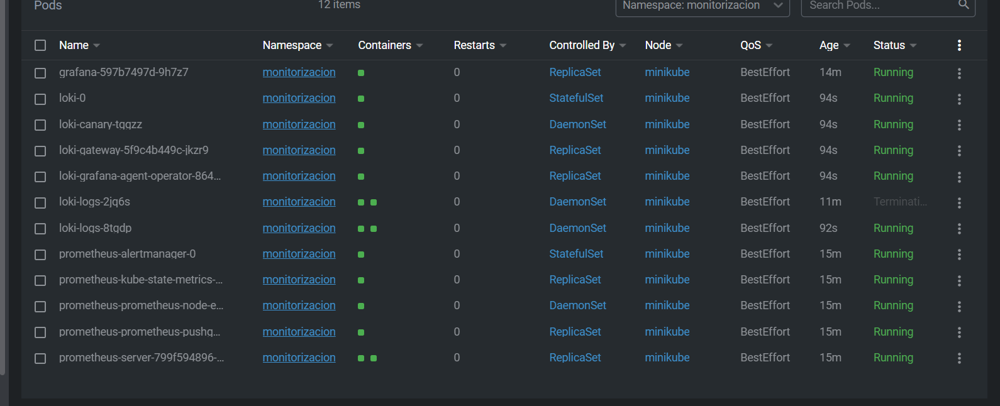 Pods 12 items Namespace: monitorizacion Search Pods...
Name Namespace Containers Restarts Controlled By Node QoS Age Status
grafana-597b7497d-9h7z7 monitorizacion 0 ReplicaSet minikube BestEffort 14m Running
loki-0 monitorizacion 0 StatefulSet minikube BestEffort 94s Running
loki-canary-tggzz monitorizacion 0 DaemonSet minikube BestEffort 94s Running
loki-gateway-5f9c4b449c-jkzr9 monitorizacion 0 ReplicaSet minikube BestEffort 94s Running
loki-grafana-agent-operator-864... monitorizacion 0 ReplicaSet minikube BestEffort 94s Running
loki-logs-2jq6s monitorizacion 0 DaemonSet minikube BestEffort 11m Terminati...
loki-logs-8tgdp monitorizacion 0 DaemonSet minikube BestEffort 92s Running
prometheus-alertmanager-0 monitorizacion 0 StatefulSet minikube BestEffort 15m Running
prometheus-kube-state-metrics-... monitorizacion 0 ReplicaSet minikube BestEffort 15m Running
prometheus-prometheus-node-e... monitorizacion 0 DaemonSet minikube BestEffort 15m Running
prometheus-prometheus-pushg... monitorizacion 0 ReplicaSet minikube BestEffort 15m Running
prometheus-server-799f594896-... monitorizacion 0 ReplicaSet minikube BestEffort 15m Running